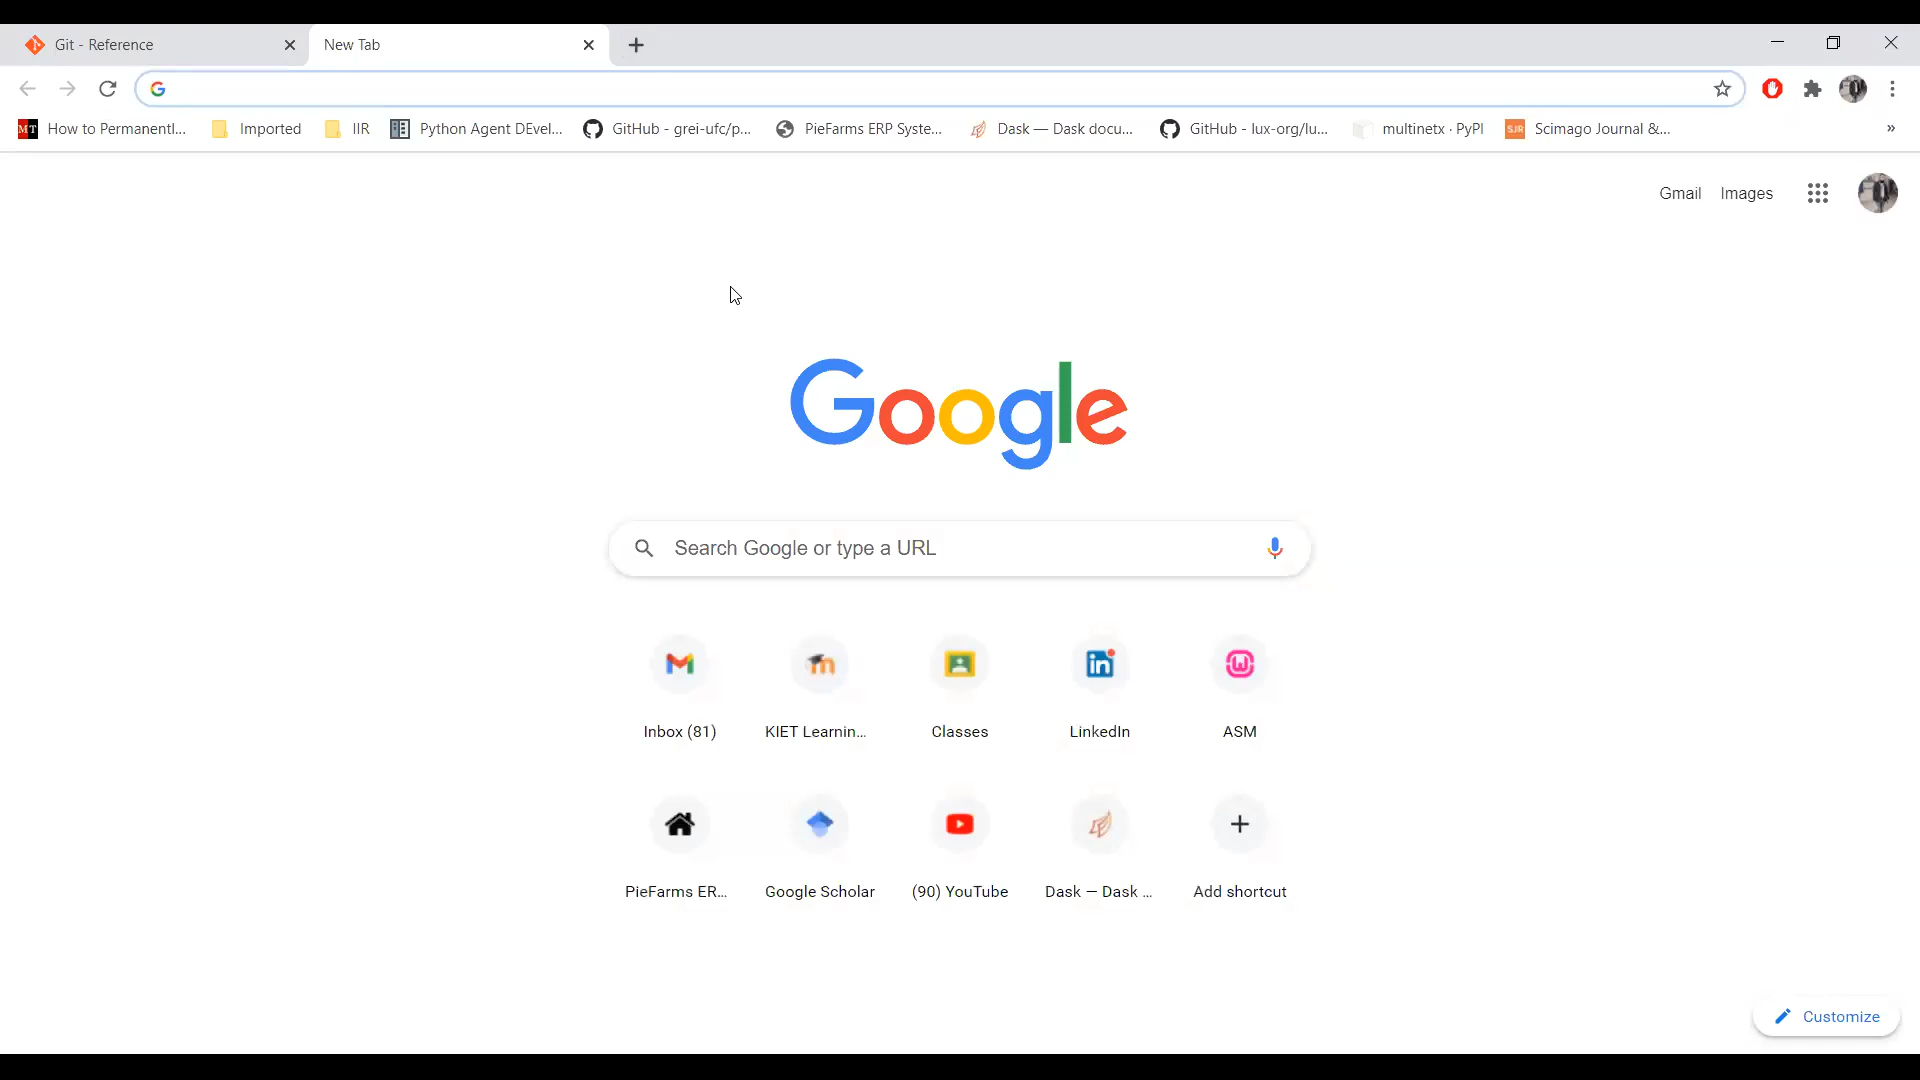 Git - Reference
New Tab
How to Permanentl...
Imported
IIR
Python Agent DEvel...
GitHub - grei-ufc/p...
PieFarms ERP Syste...
Dask — Dask docu...
GitHub - lux-org/lu...
multinetx · PyPI
SJR
Scimago Journal &...
»
Gmail
Images
Google
Search Google or type a URL
Inbox (81)
KIET Learnin...
Classes
LinkedIn
ASM
PieFarms ER...
Google Scholar
(90) YouTube
Dask — Dask ...
Add shortcut
Customize